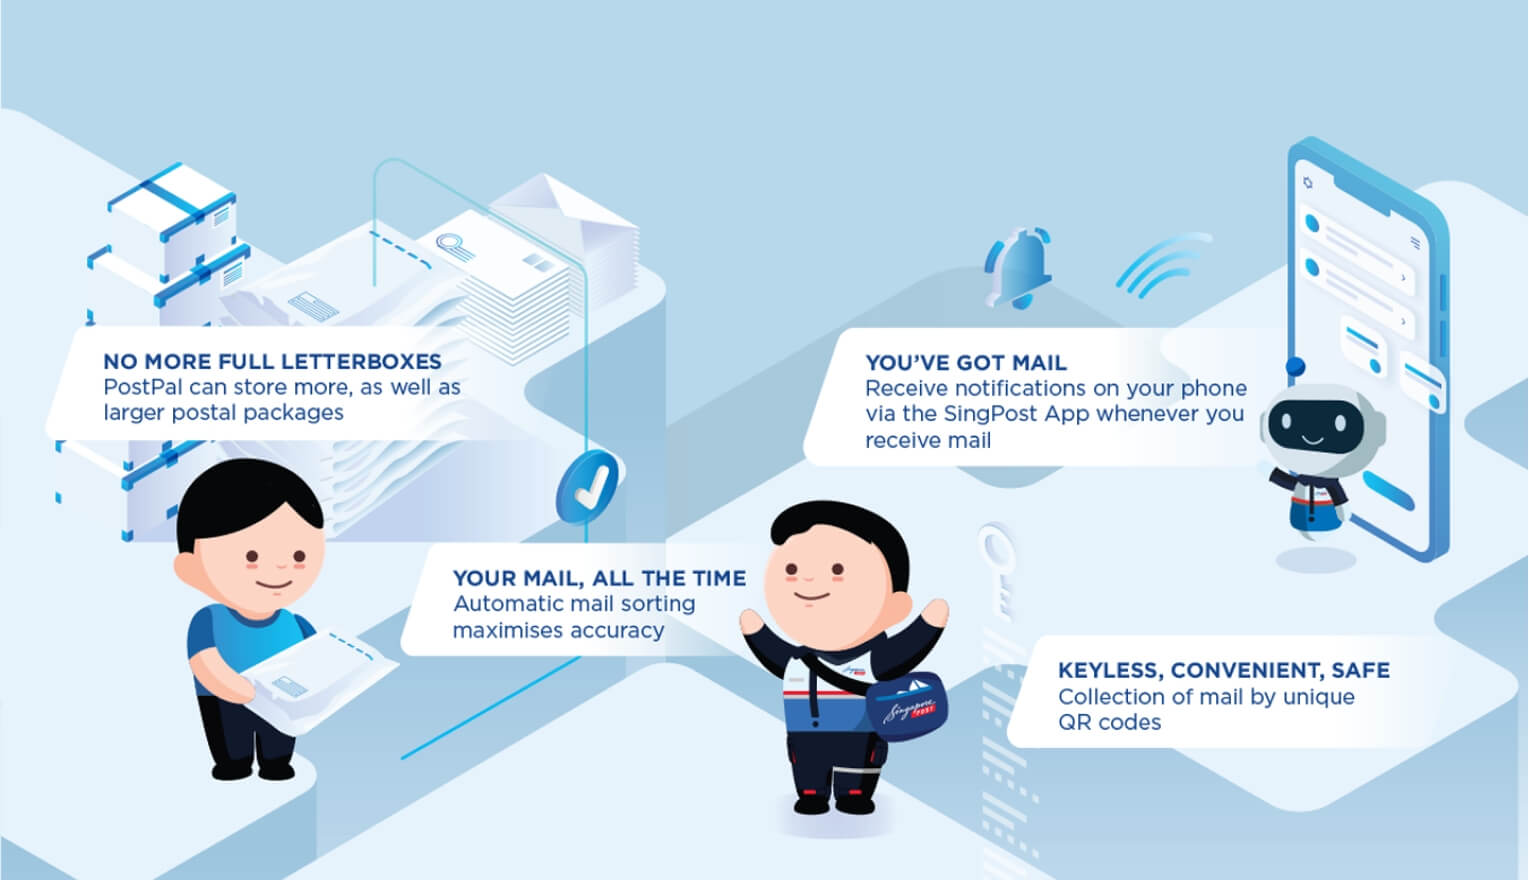 NO MORE FULL LETTERBOXES
PostPal can store more, as well as
larger postal packages
YOU’VE GOT MAIL
Receive notifications on your phone
via the SingPost App whenever you
receive mail
YOUR MAIL, ALL THE TIME
Automatic mail sorting
maximises accuracy
KEYLESS, CONVENIENT, SAFE
Collection of mail by unique
QR codes
Singapore
POST